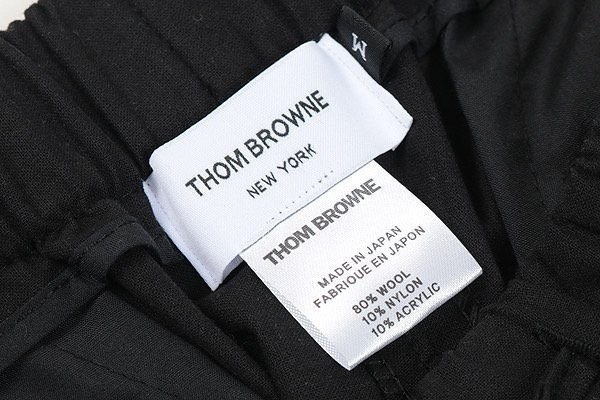 M
THOM BROWNE
NEW YORK
THOM BROWNE
MADE IN JAPAN
FABRIQUE EN JAPON
80% WOOL
10% NYLON
10% ACRYLIC